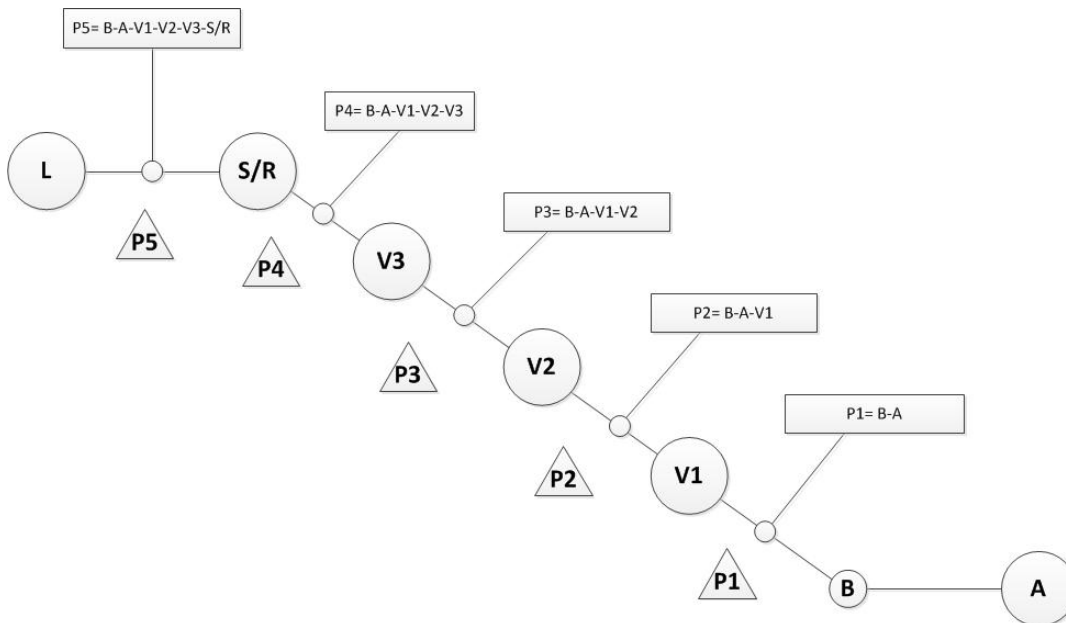 P5= B-A-V1-V2-V3-S/R
P4= B-A-V1-V2-V3
L
S/R
P3= B-A-V1-V2
P5
P4
V3
P2= B-A-V1
V2
P3
P1= B-A
P2
V1
P1
B
A